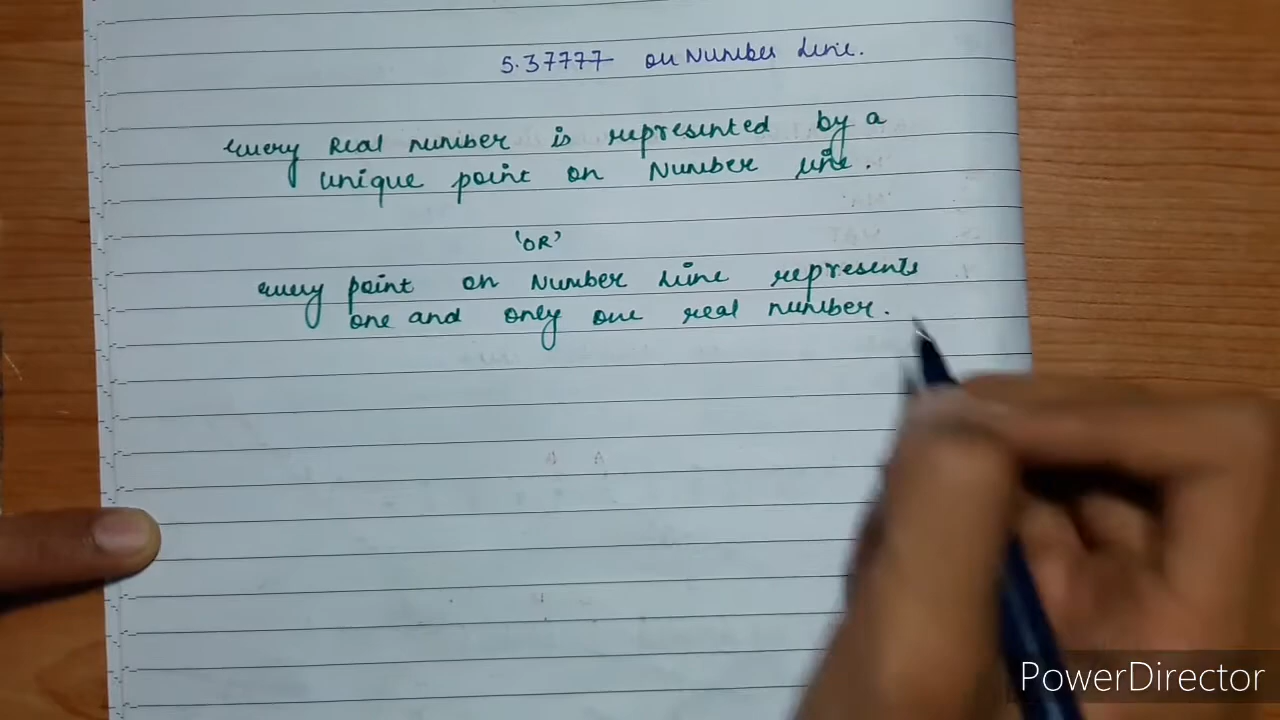 5.37777 on Number Line.
every Real number is represented by a
unique point on Number Line.
'OR'
every point on Number Line represents
one and only one real number.
PowerDirector